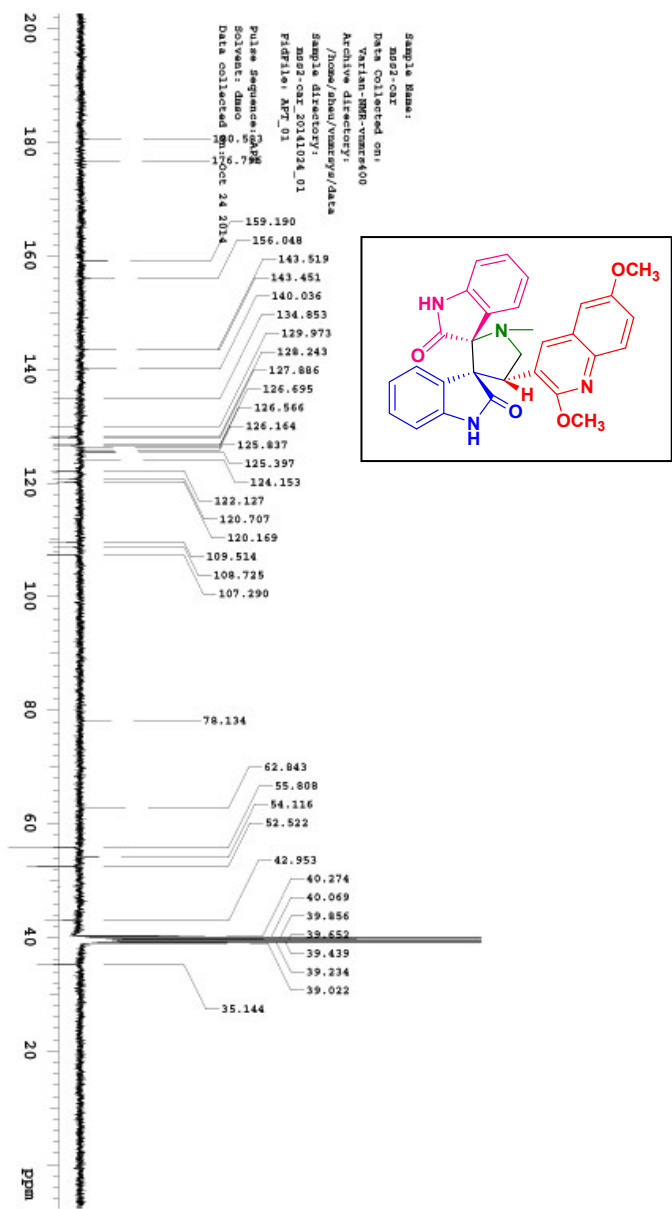 Sample Name:
mss2-car
Data Collected on:
Varian-NMR-vnmrs400
Archive directory:
/home/sheu/vnmrsys/data
Sample directory:
mss2-car_20141024_01
FidFile: APT_01
Pulse Sequence: APT
Solvent: dmso
Data collected on: Oct 24 2014
176.798
159.190
156.048
143.519
143.451
140.036
134.853
129.973
128.243
127.886
126.695
126.566
126.164
125.837
125.397
124.153
122.127
120.707
120.169
109.514
108.725
107.290
78.134
62.843
55.808
54.116
52.522
42.953
40.274
40.069
39.856
39.652
39.439
39.234
39.022
35.144
200 180 160 140 120 100 80 60 40 20 ppm
OCH3
HN
N
O
N
H
O
OCH3
N
H